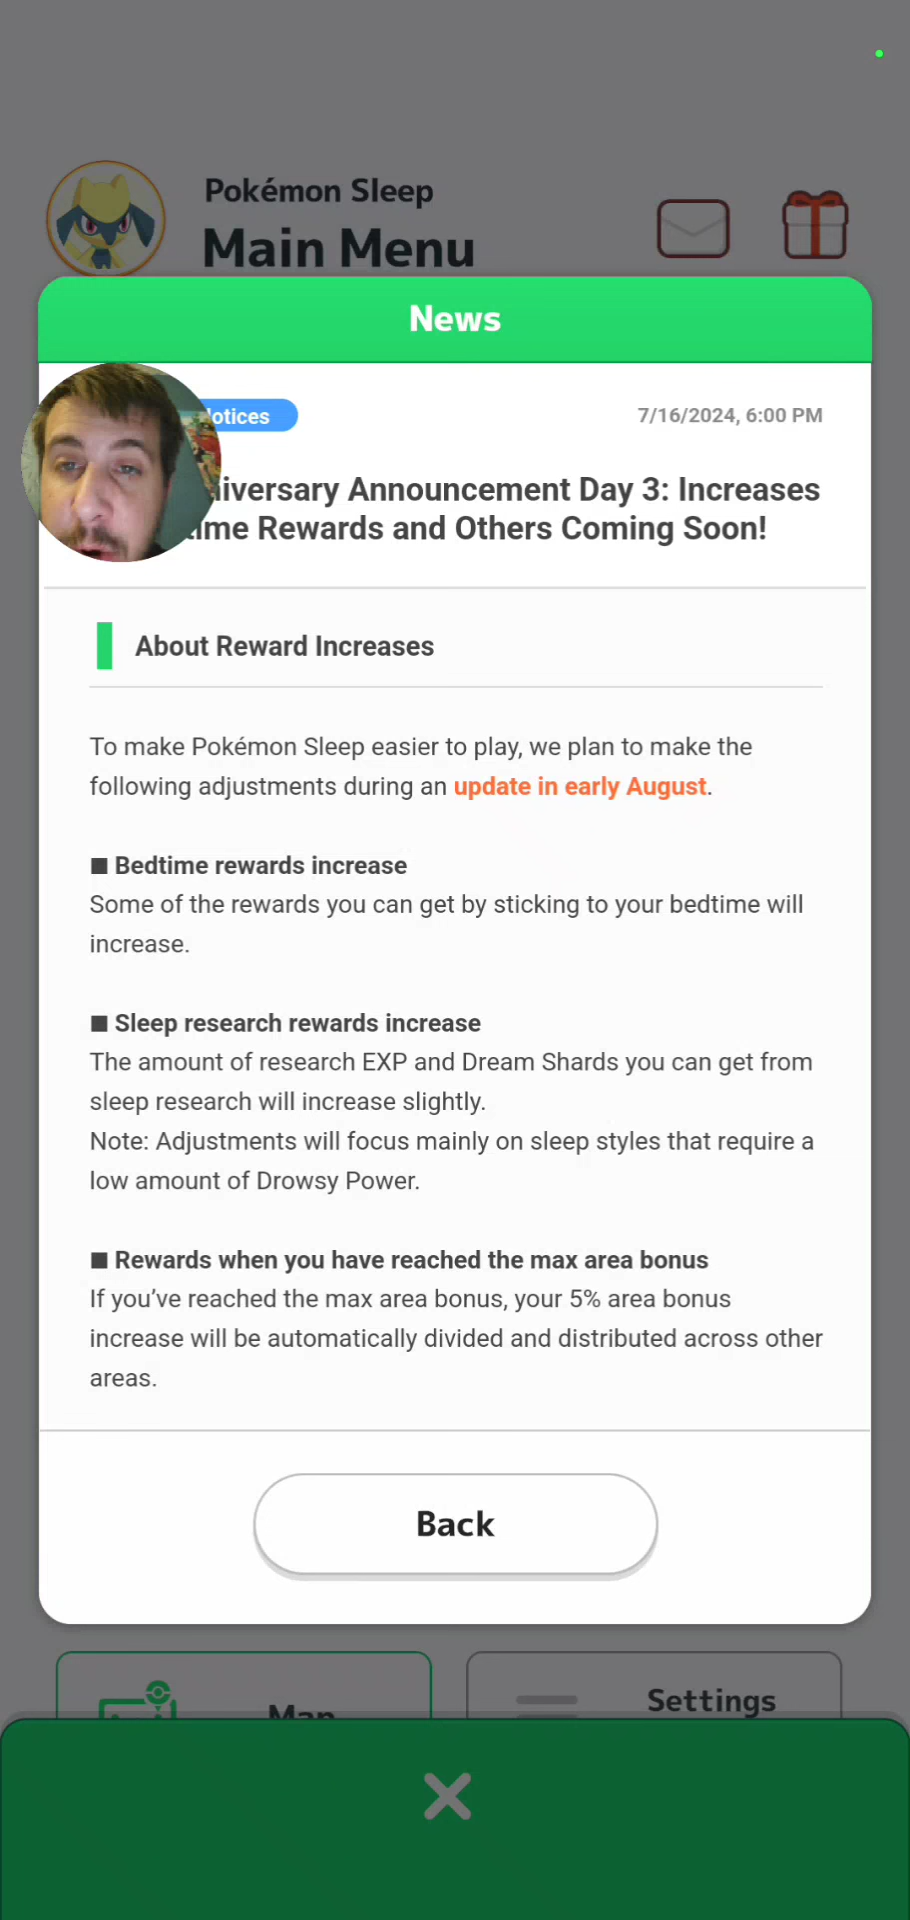 Pokémon Sleep
Main Menu
News
7/16/2024, 6:00 PM
Announcement Day 3: Increases
Rewards and Others Coming Soon!
About Reward Increases
To make Pokémon Sleep easier to play, we plan to make the
following adjustments during an update in early August.
■ Bedtime rewards increase
Some of the rewards you can get by sticking to your bedtime will
increase.
■ Sleep research rewards increase
The amount of research EXP and Dream Shards you can get from
sleep research will increase slightly.
Note: Adjustments will focus mainly on sleep styles that require a
low amount of Drowsy Power.
■ Rewards when you have reached the max area bonus
If you’ve reached the max area bonus, your 5% area bonus
increase will be automatically divided and distributed across other
areas.
Back
Map
Settings